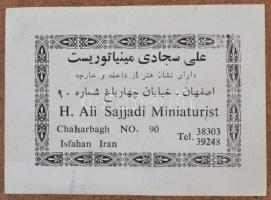 علی سجادی مینیاتوریست
دارای نشان هنر از داخله و خارجه
اصفهان - خیابان چهارباغ شماره ۹۰
H. Ali Sajjadi Miniaturist
Chaharbagh NO. 90
Isfahan Iran
Tel. 38303
39248